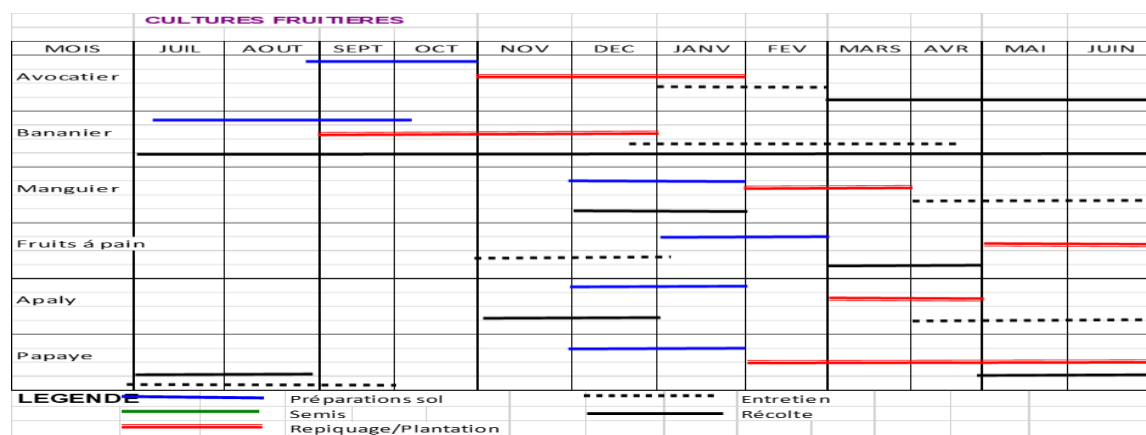 CULTURES FRUITIERES
MOIS JUIL AOUT SEPT OCT NOV DEC JANV FEV MARS AVR MAI JUIN
Avocatier
Bananier
Manguier
Fruits á pain
Apaly
Papaye
LEGENDE Préparations sol Entretien
Semis Récolte
Repiquage/Plantation